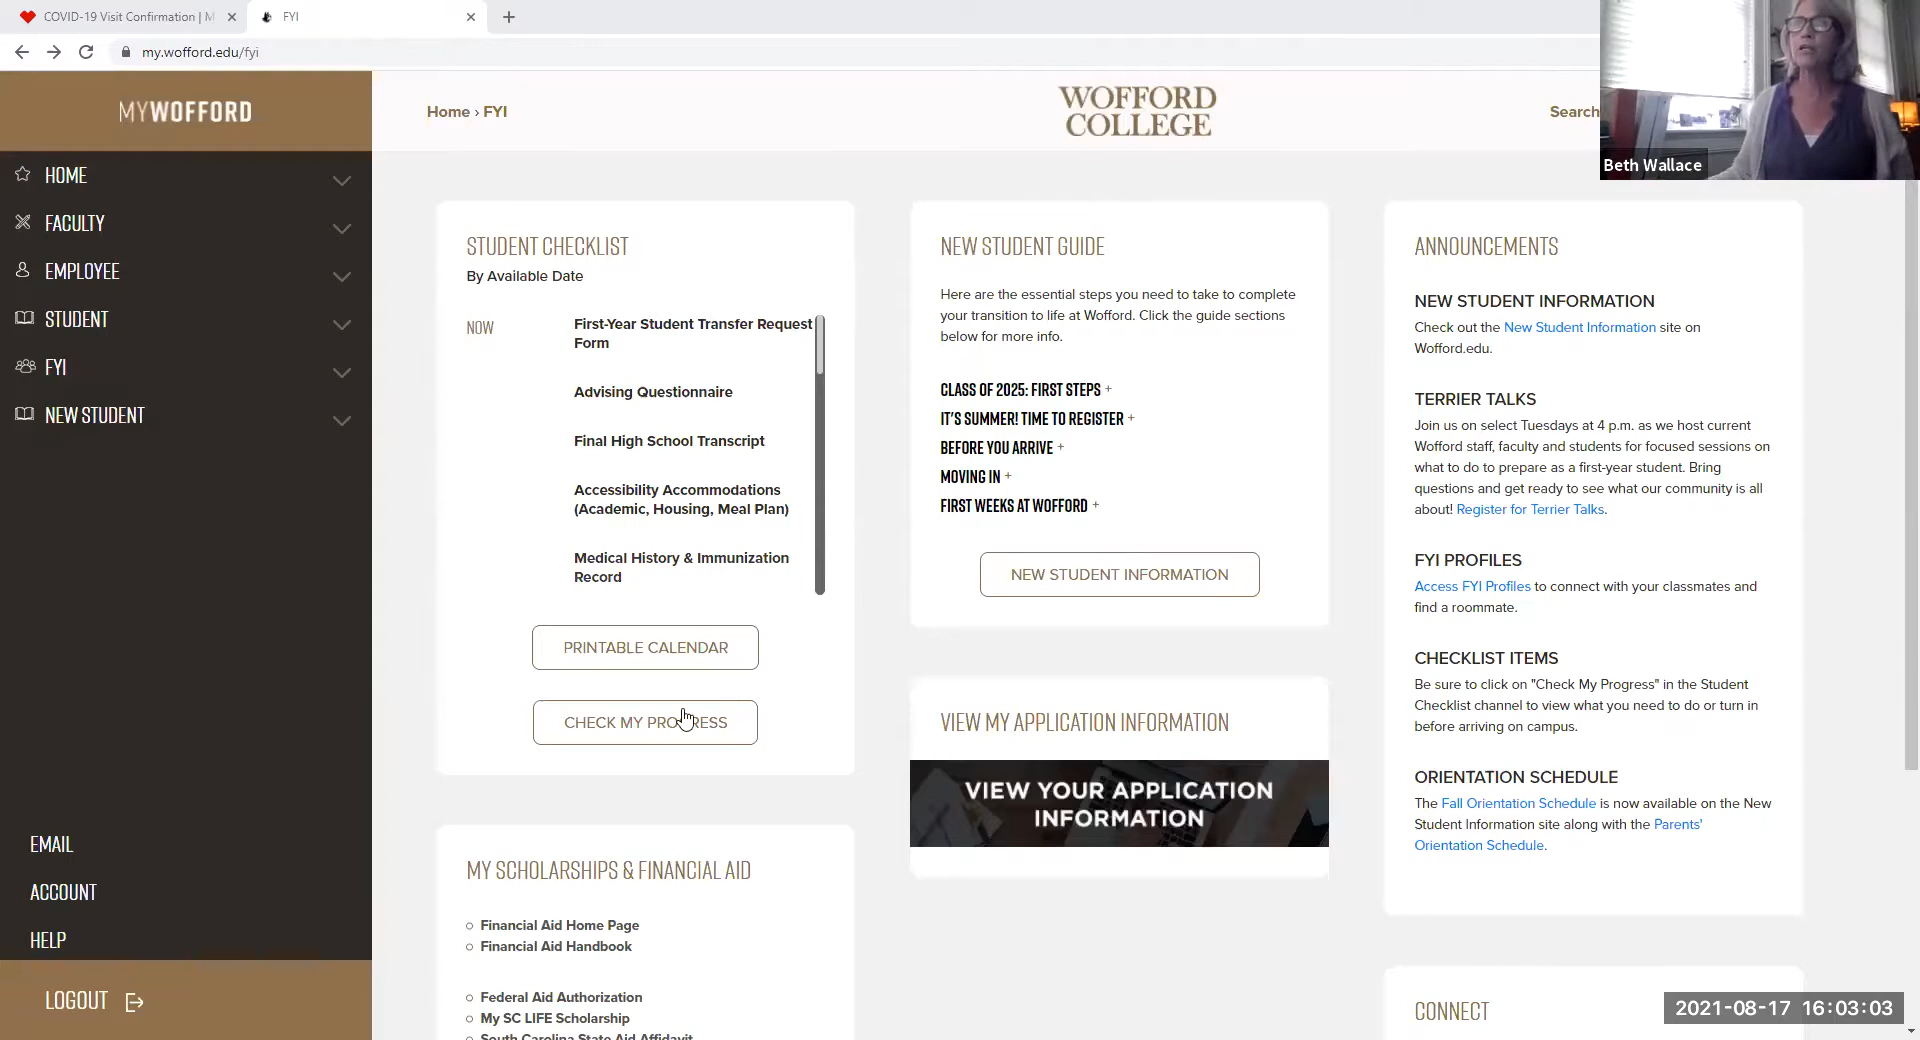 COVID-19 Visit Confirmation | M
FYI
my.wofford.edu/fyi
MYWOFFORD
Home › FYI
WOFFORD
COLLEGE
Search
Beth Wallace
HOME
FACULTY
EMPLOYEE
STUDENT
FYI
NEW STUDENT
EMAIL
ACCOUNT
HELP
LOGOUT
STUDENT CHECKLIST
By Available Date
NOW
First-Year Student Transfer Request
Form
Advising Questionnaire
Final High School Transcript
Accessibility Accommodations
(Academic, Housing, Meal Plan)
Medical History & Immunization
Record
PRINTABLE CALENDAR
CHECK MY PROGRESS
MY SCHOLARSHIPS & FINANCIAL AID
Financial Aid Home Page
Financial Aid Handbook
Federal Aid Authorization
My SC LIFE Scholarship
South Carolina State Aid Affidavit
NEW STUDENT GUIDE
Here are the essential steps you need to take to complete
your transition to life at Wofford. Click the guide sections
below for more info.
CLASS OF 2025: FIRST STEPS +
IT'S SUMMER! TIME TO REGISTER +
BEFORE YOU ARRIVE +
MOVING IN +
FIRST WEEKS AT WOFFORD +
NEW STUDENT INFORMATION
VIEW MY APPLICATION INFORMATION
VIEW YOUR APPLICATION
INFORMATION
ANNOUNCEMENTS
NEW STUDENT INFORMATION
Check out the New Student Information site on
Wofford.edu.
TERRIER TALKS
Join us on select Tuesdays at 4 p.m. as we host current
Wofford staff, faculty and students for focused sessions on
what to do to prepare as a first-year student. Bring
questions and get ready to see what our community is all
about! Register for Terrier Talks.
FYI PROFILES
Access FYI Profiles to connect with your classmates and
find a roommate.
CHECKLIST ITEMS
Be sure to click on "Check My Progress" in the Student
Checklist channel to view what you need to do or turn in
before arriving on campus.
ORIENTATION SCHEDULE
The Fall Orientation Schedule is now available on the New
Student Information site along with the Parents'
Orientation Schedule.
CONNECT
2021-08-17 16:03:03